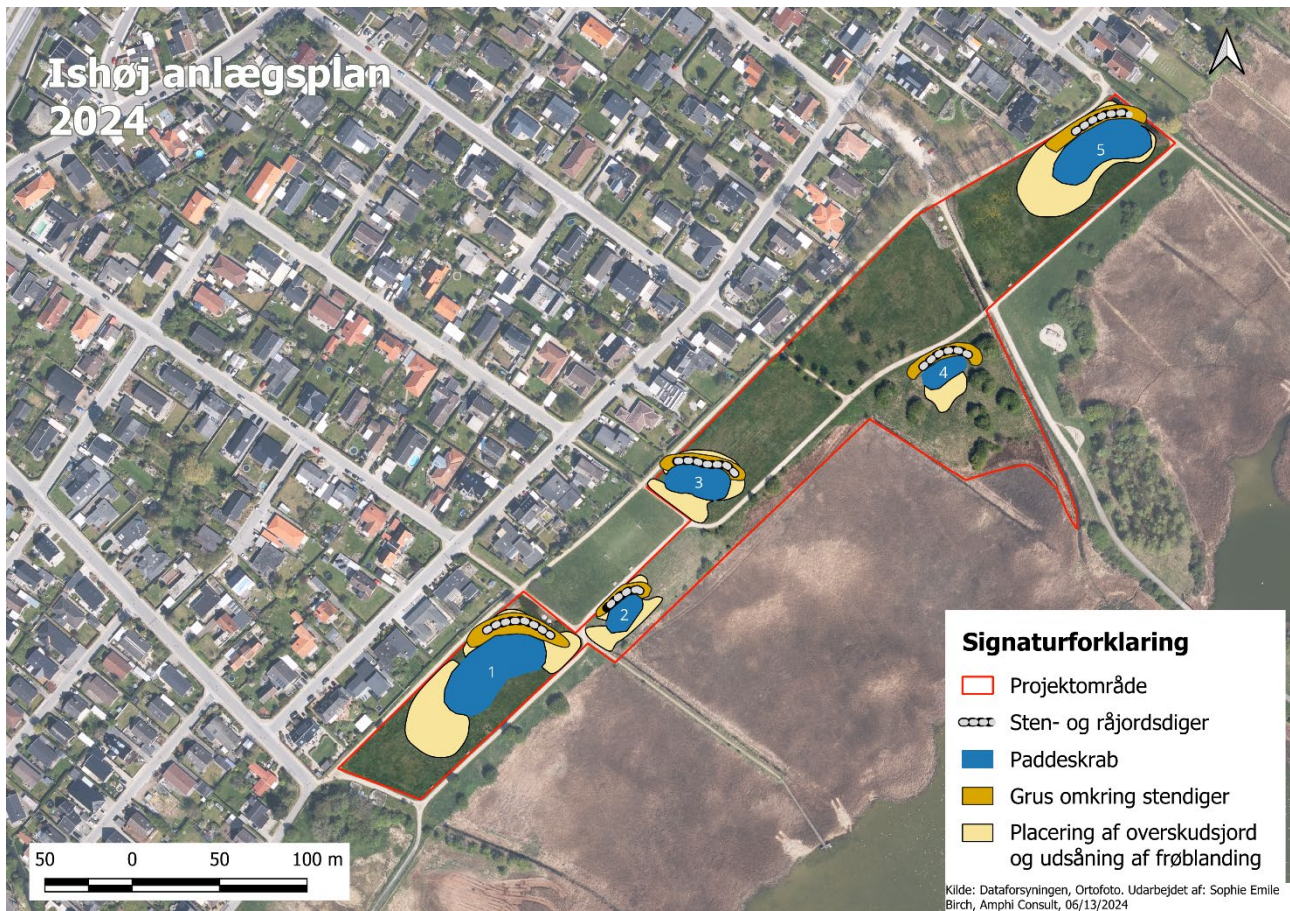 Ishøj anlægsplan
2024
5
4
3
2
1
Signaturforklaring
Projektområde
Sten- og råjordsdiger
Paddeskrab
Grus omkring stendiger
Placering af overskudsjord
og udsåning af frøblanding
50 0 50 100 m
Kilde: Dataforsyningen, Ortofoto. Udarbejdet af: Sophie Emile
Birch, Amphi Consult, 06/13/2024